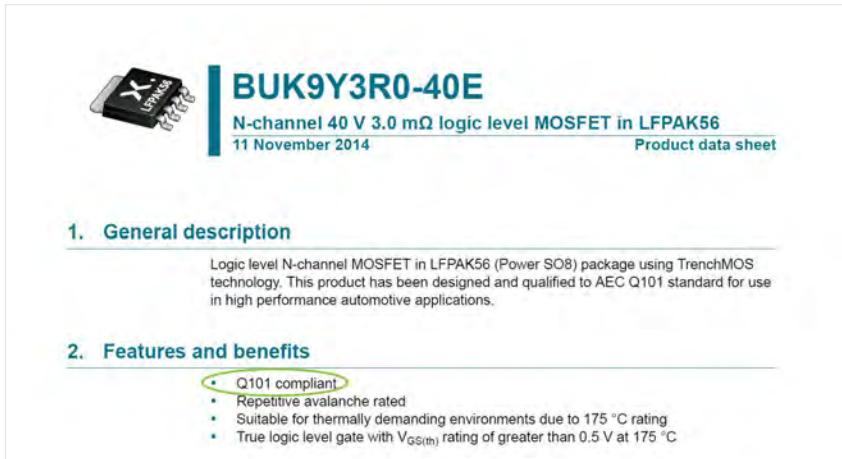 X.
LFPAK56
BUK9Y3R0-40E
N-channel 40 V 3.0 mΩ logic level MOSFET in LFPAK56
11 November 2014 Product data sheet
1. General description
Logic level N-channel MOSFET in LFPAK56 (Power SO8) package using TrenchMOS
technology. This product has been designed and qualified to AEC Q101 standard for use
in high performance automotive applications.
2. Features and benefits
• Q101 compliant
• Repetitive avalanche rated
• Suitable for thermally demanding environments due to 175 °C rating
• True logic level gate with VGS(th) rating of greater than 0.5 V at 175 °C